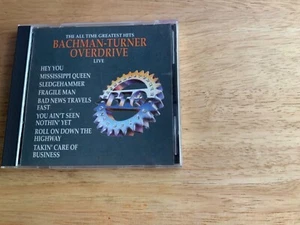 THE ALL TIME GREATEST HITS
BACHMAN-TURNER
OVERDRIVE
LIVE
HEY YOU
MISSISSIPPI QUEEN
SLEDGEHAMMER
FRAGILE MAN
BAD NEWS TRAVELS
FAST
YOU AIN'T SEEN
NOTHIN' YET
ROLL ON DOWN THE
HIGHWAY
TAKIN' CARE OF
BUSINESS
BTO